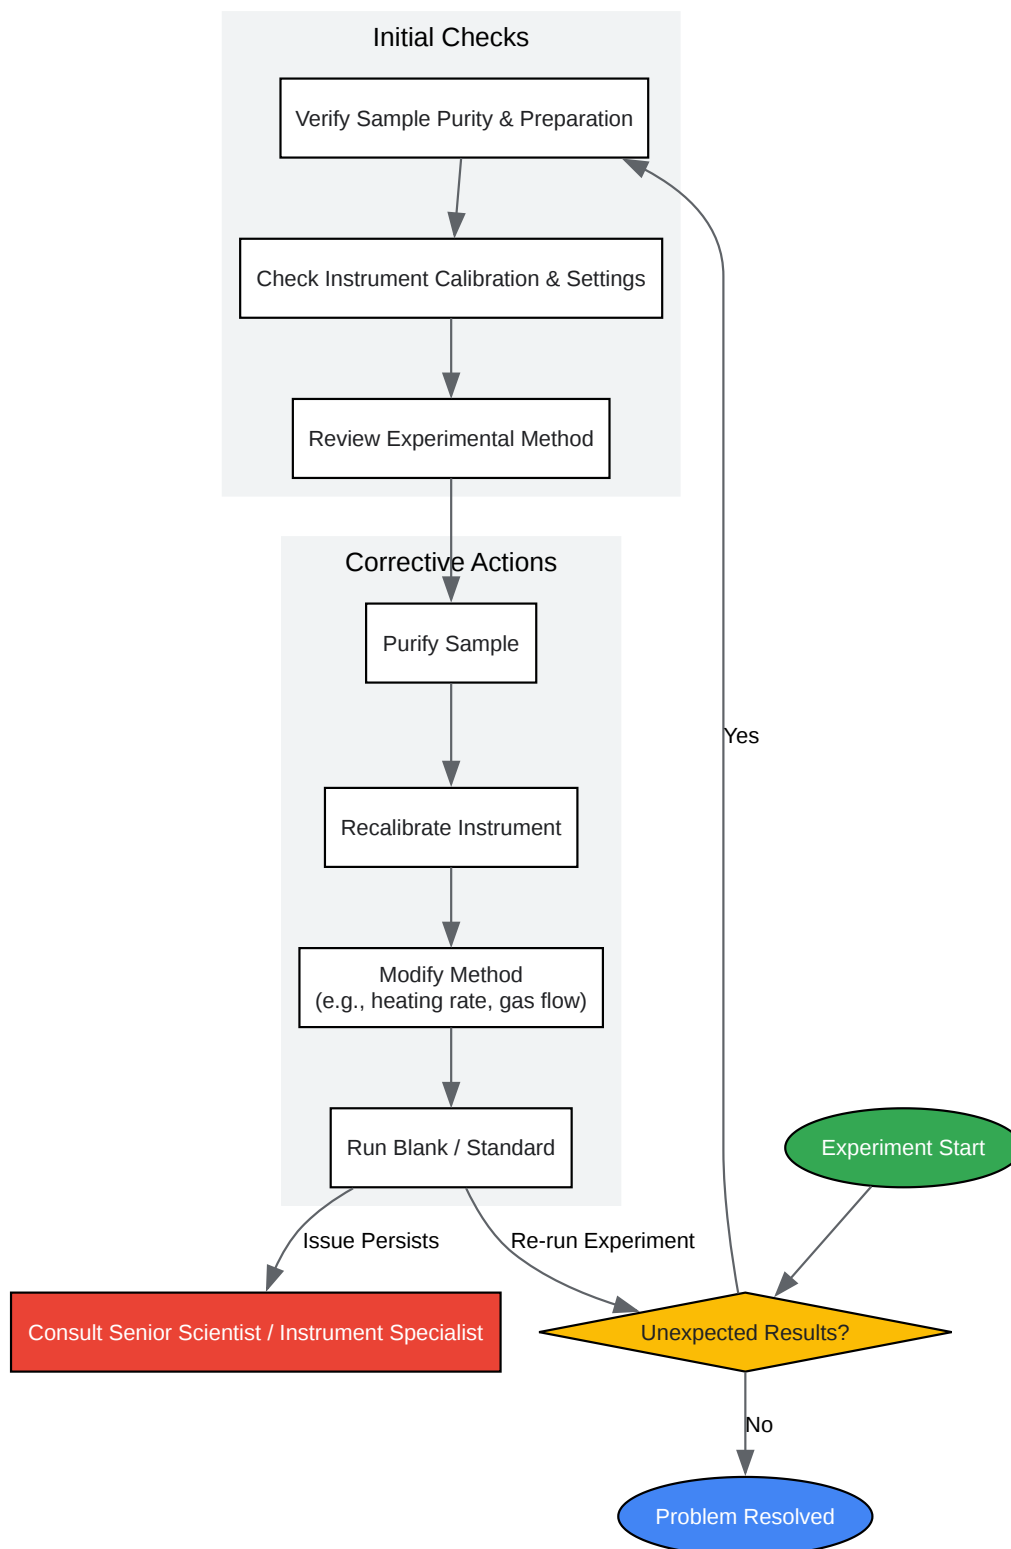 Initial Checks
Verify Sample Purity & Preparation
Check Instrument Calibration & Settings
Review Experimental Method
Corrective Actions
Purify Sample
Yes
Recalibrate Instrument
Modify Method
(e.g., heating rate, gas flow)
Run Blank / Standard
Experiment Start
Issue Persists
Re-run Experiment
Consult Senior Scientist / Instrument Specialist
Unexpected Results?
No
Problem Resolved